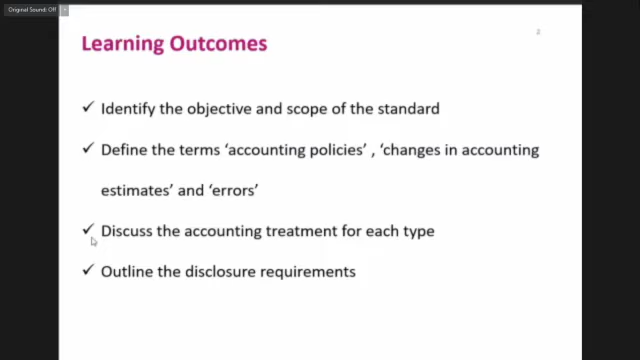 Original Sound: Off
2
Learning Outcomes
✓ Identify the objective and scope of the standard
✓ Define the terms ‘accounting policies’ , ‘changes in accounting
estimates’ and ‘errors’
✓ Discuss the accounting treatment for each type
✓ Outline the disclosure requirements